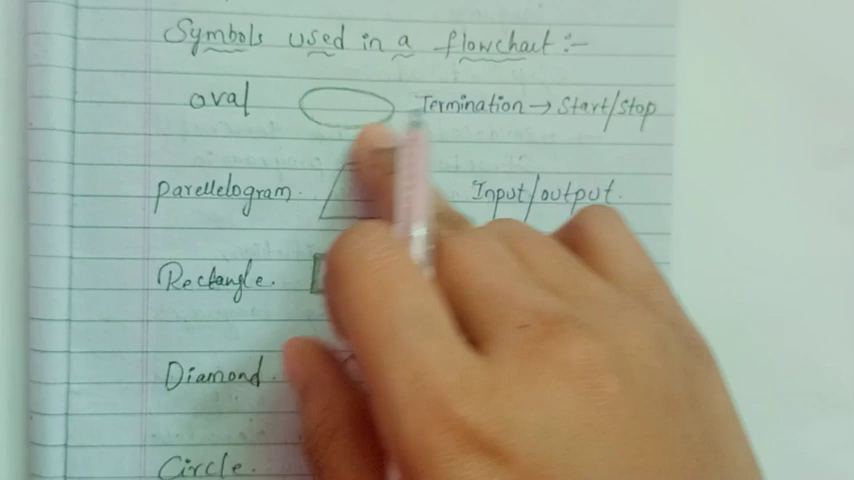 Symbols used in a flowchart :-
oval Termination → Start/Stop
parellelogram. Input/output.
Rectangle.
Diamond.
Circle.